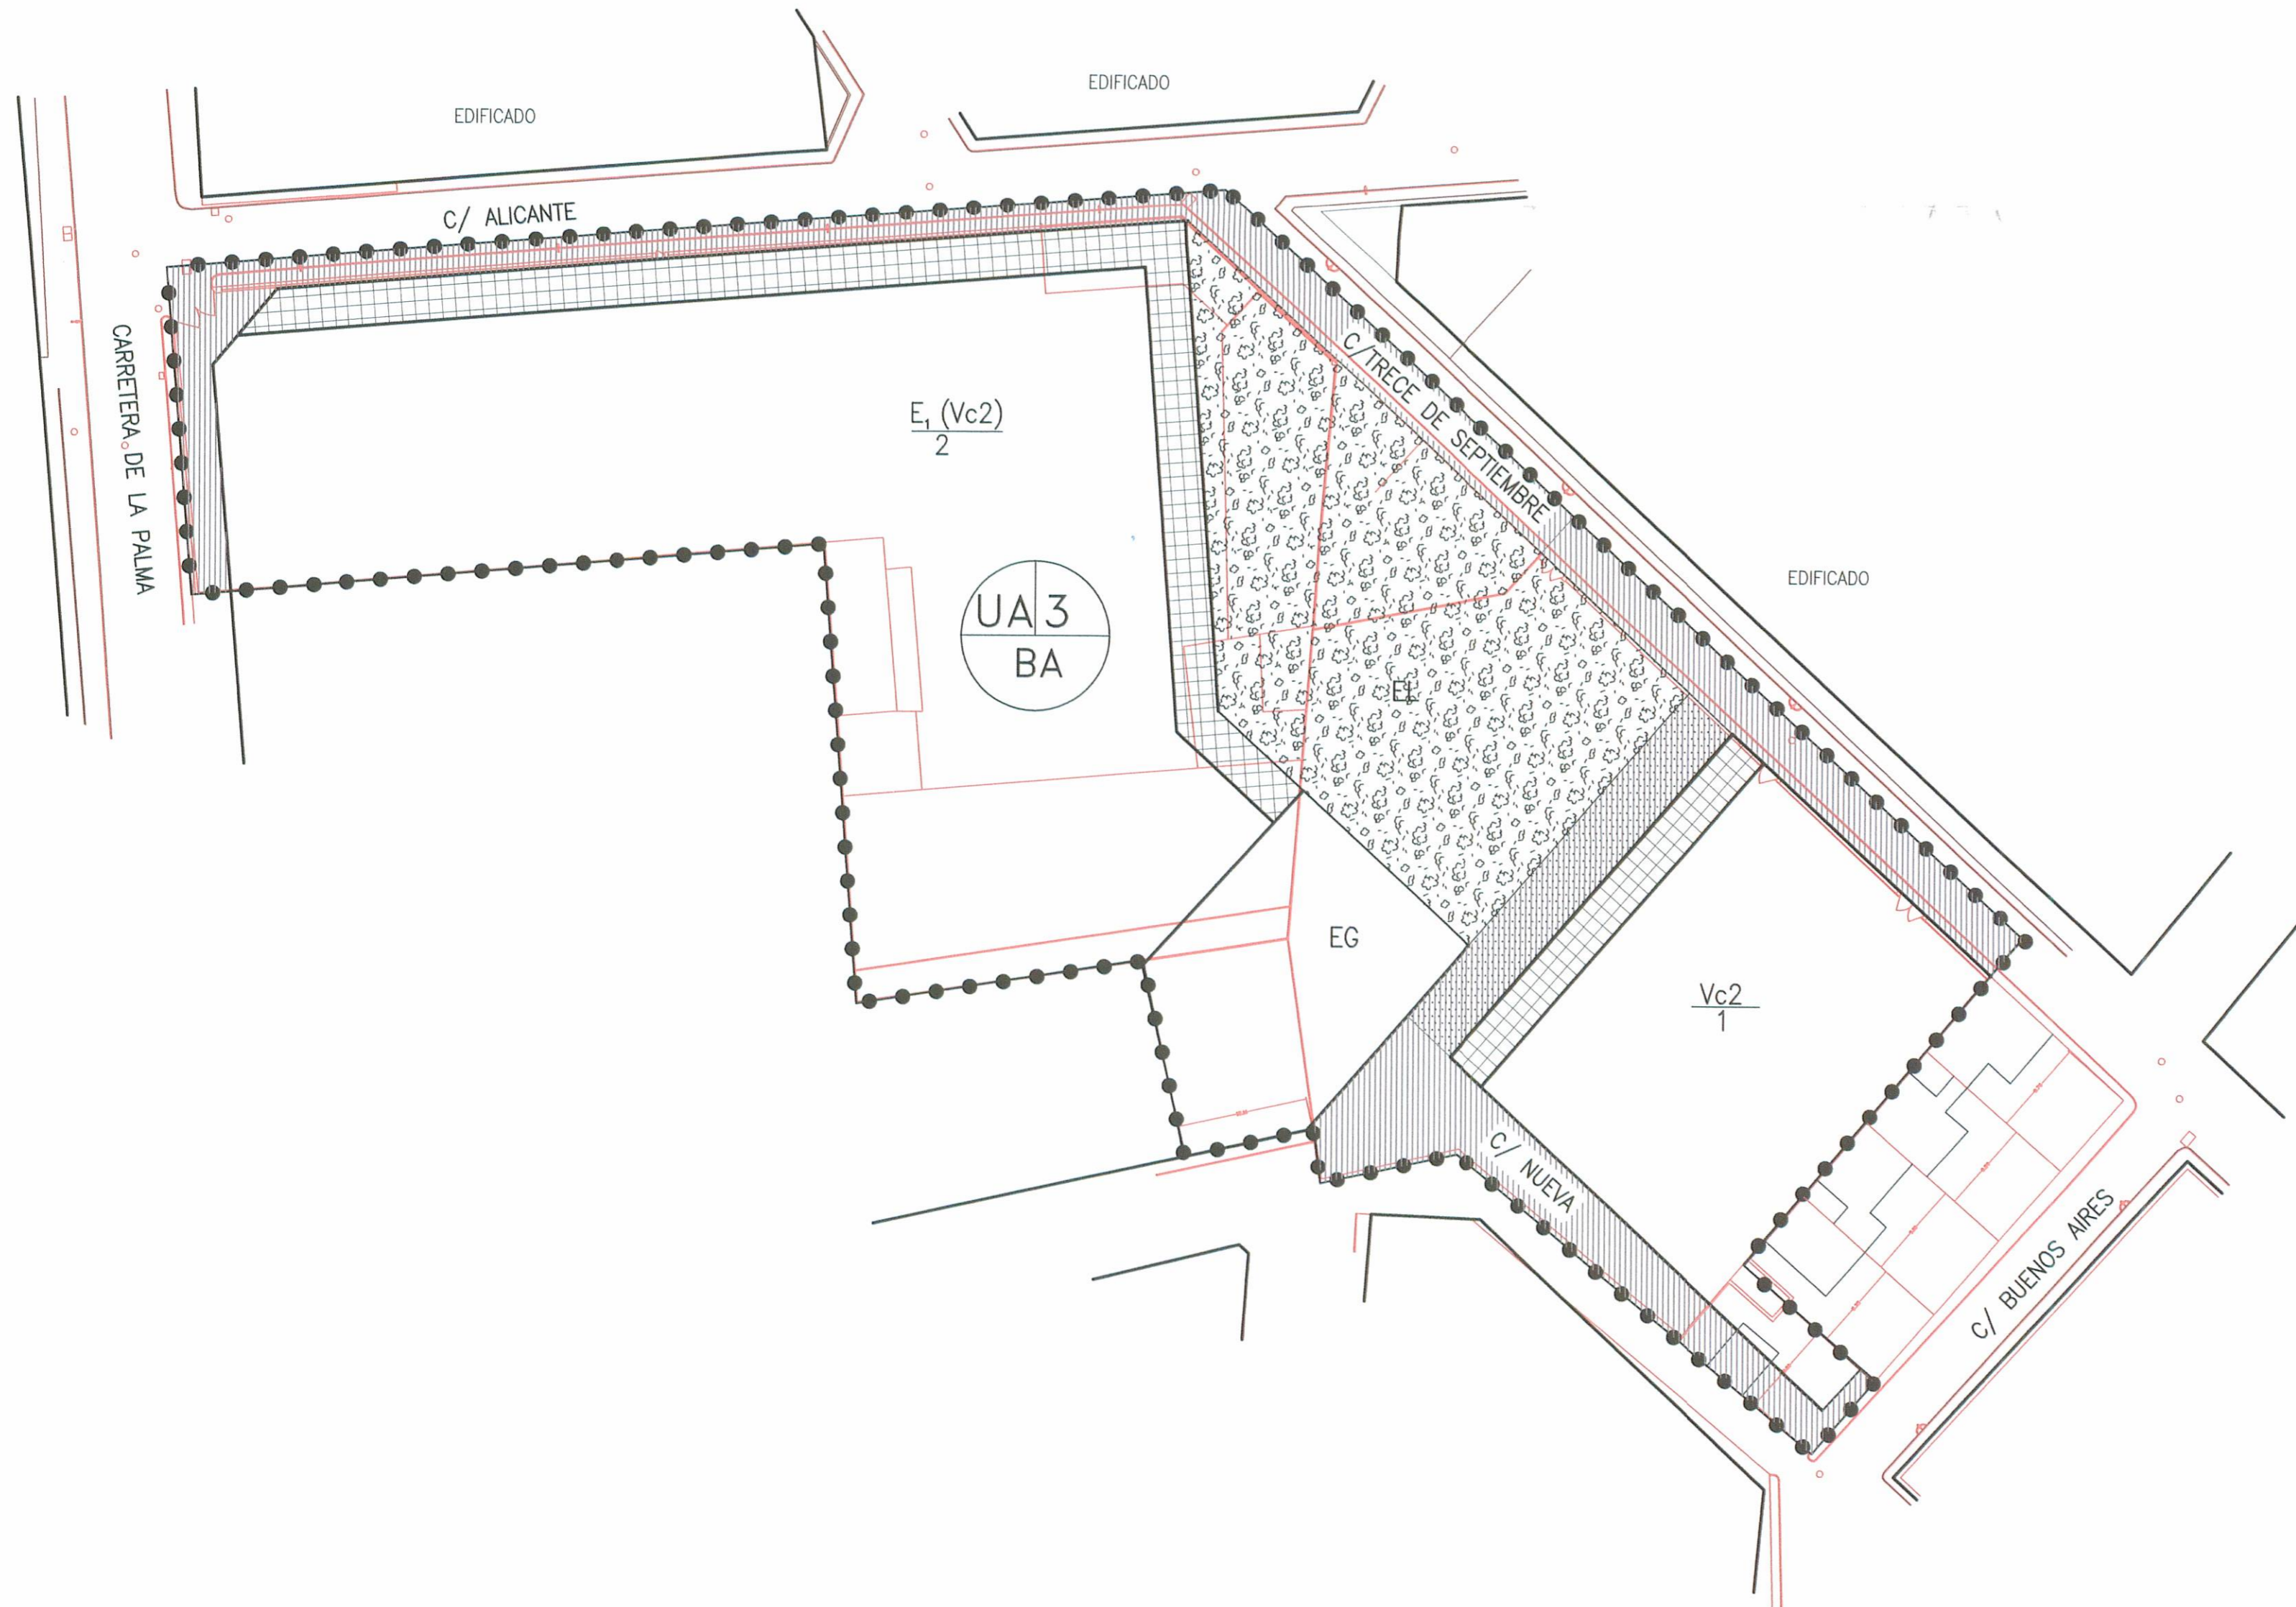 EDIFICADO
EDIFICADO
C/ ALICANTE
CARRETERA DE LA PALMA
E1 (Vc2)
2
C/TRECE DE SEPTIEMBRE
EDIFICADO
UA 3
BA
EL
EG
Vc2
1
C/ NUEVA
C/ BUENOS AIRES